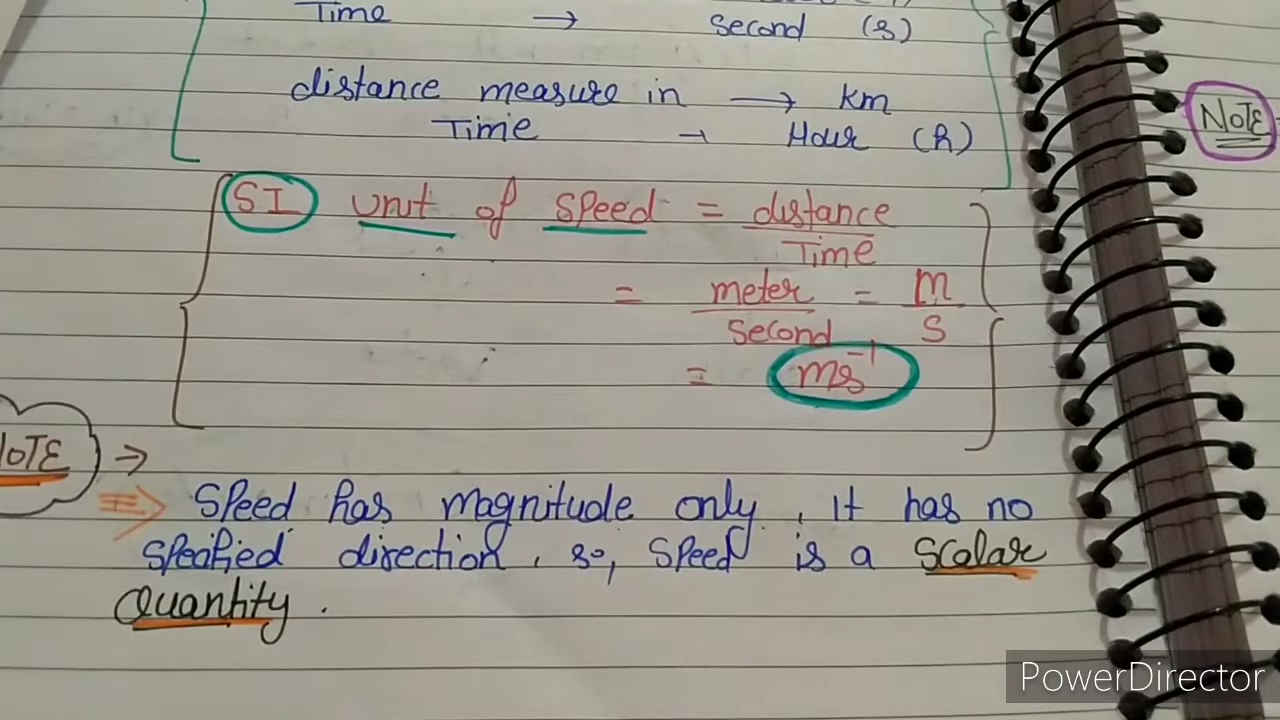 Time → Second (s)
distance measure in → km
Time → Hour (h)
NOTE
SI unit of speed = distance
Time
= meter = m
Second s
= ms⁻¹
NOTE →
⇒ Speed has magnitude only, it has no
specified direction, so, speed is a scalar
Quantity.
PowerDirector